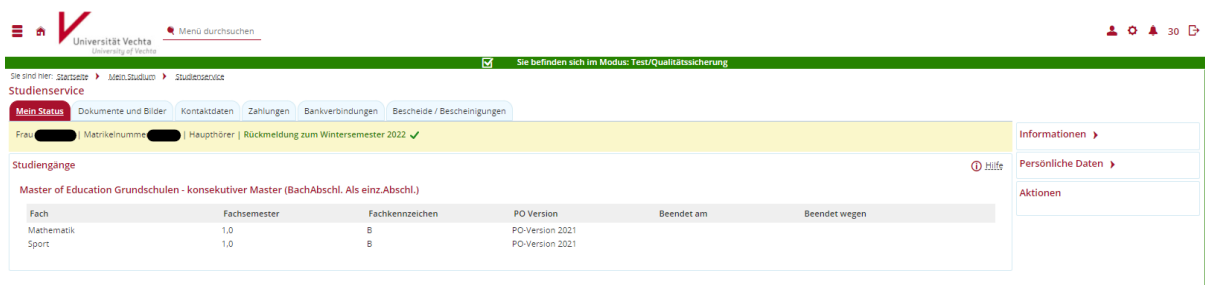 Universität Vechta
University of Vechta
Menü durchsuchen
30
Sie befinden sich im Modus: Test/Qualitätssicherung
Sie sind hier: Startseite Mein Studium Studienservice
Studienservice
Mein Status Dokumente und Bilder Kontaktdaten Zahlungen Bankverbindungen Bescheide / Bescheinigungen
Frau | Matrikelnumme | Haupthörer | Rückmeldung zum Wintersemester 2022
Informationen
Studiengänge
Hilfe
Persönliche Daten
Master of Education Grundschulen - konsekutiver Master (BachAbschl. Als einz.Abschl.)
Aktionen
Fach Fachsemester Fachkennzeichen PO Version Beendet am Beendet wegen
Mathematik 1,0 B PO-Version 2021
Sport 1,0 B PO-Version 2021